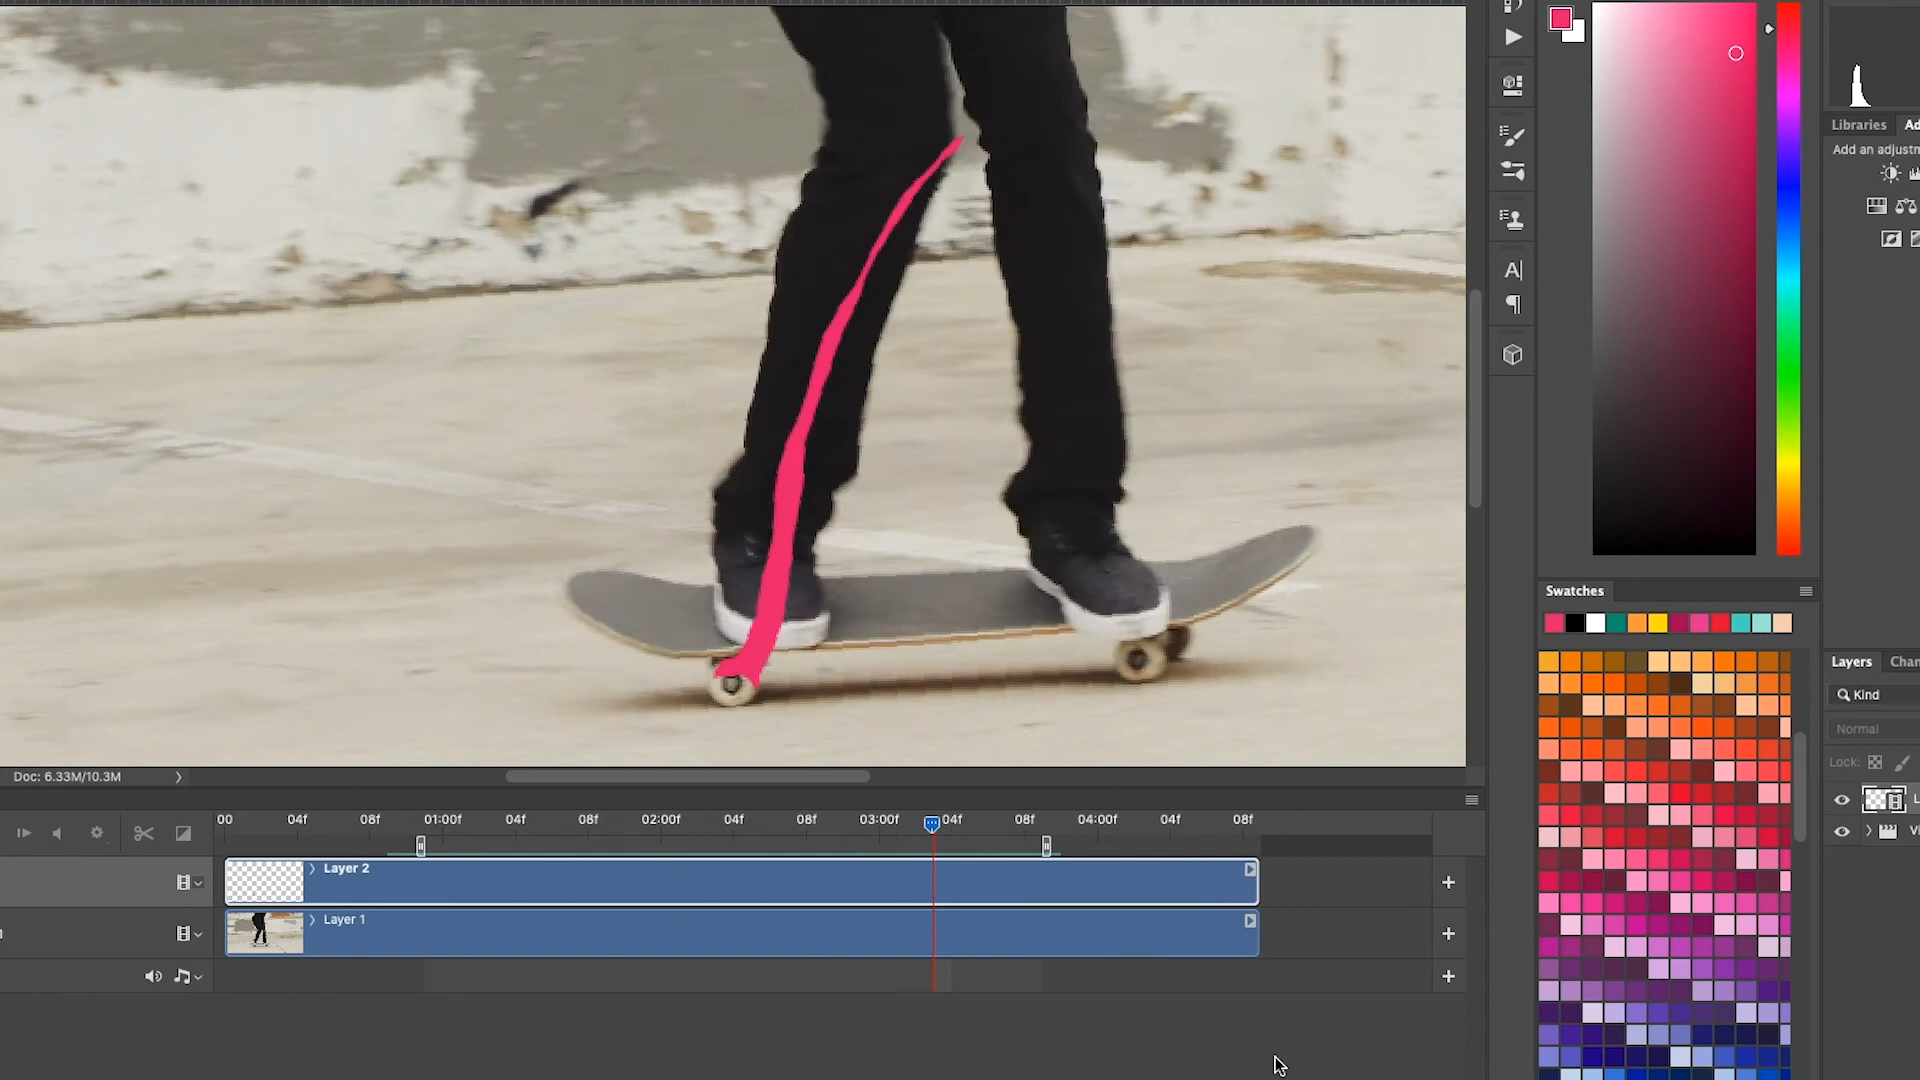 Libraries
Add an adjustm
Swatches
Layers
Kind
Normal
Lock:
Doc: 6.33M/10.3M
00 04f 08f 01:00f 04f 08f 02:00f 04f 08f 03:00f 04f 08f 04:00f 04f 08f
Layer 2
Layer 1